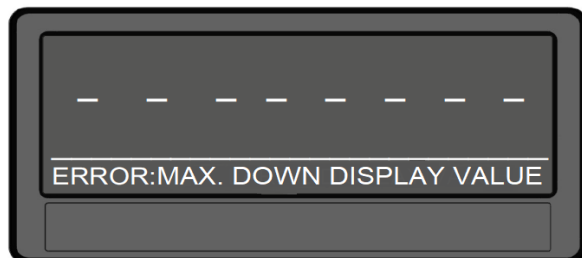 - - - - - - - -
ERROR:MAX. DOWN DISPLAY VALUE